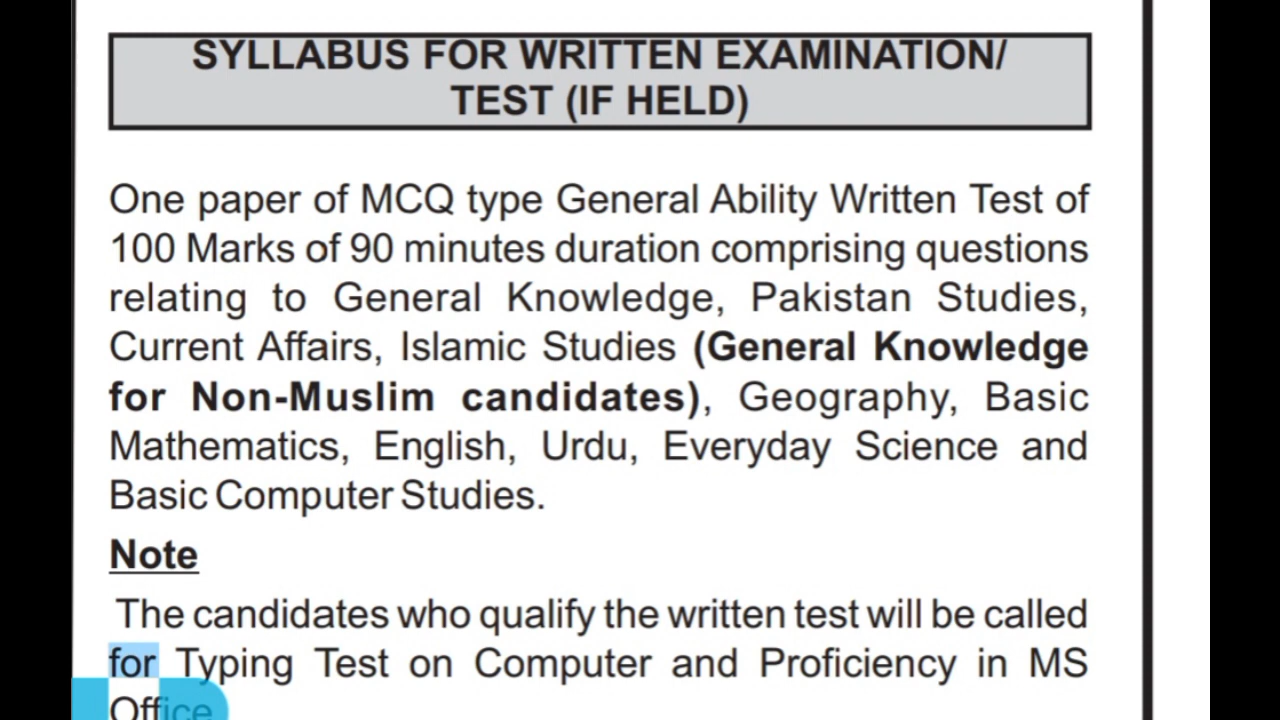 SYLLABUS FOR WRITTEN EXAMINATION/
TEST (IF HELD)
One paper of MCQ type General Ability Written Test of
100 Marks of 90 minutes duration comprising questions
relating to General Knowledge, Pakistan Studies,
Current Affairs, Islamic Studies (General Knowledge
for Non-Muslim candidates), Geography, Basic
Mathematics, English, Urdu, Everyday Science and
Basic Computer Studies.
Note
The candidates who qualify the written test will be called
for Typing Test on Computer and Proficiency in MS
Office